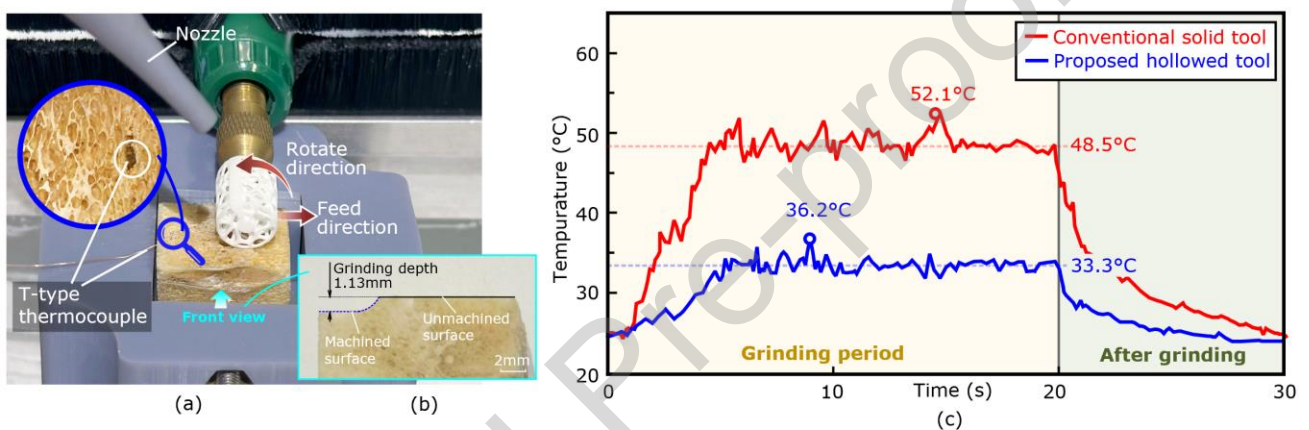 Nozzle
Rotate
direction
Feed
direction
T-type
thermocouple
Front view
Grinding depth
1.13mm
Unmachined
surface
Machined
surface
2mm
(a)
(b)
Tempurature (°C)
60
50
40
30
20
Conventional solid tool
Proposed hollowed tool
52.1°C
48.5°C
36.2°C
33.3°C
Grinding period
After grinding
0
10
20
30
Time (s)
(c)
Pre-proo